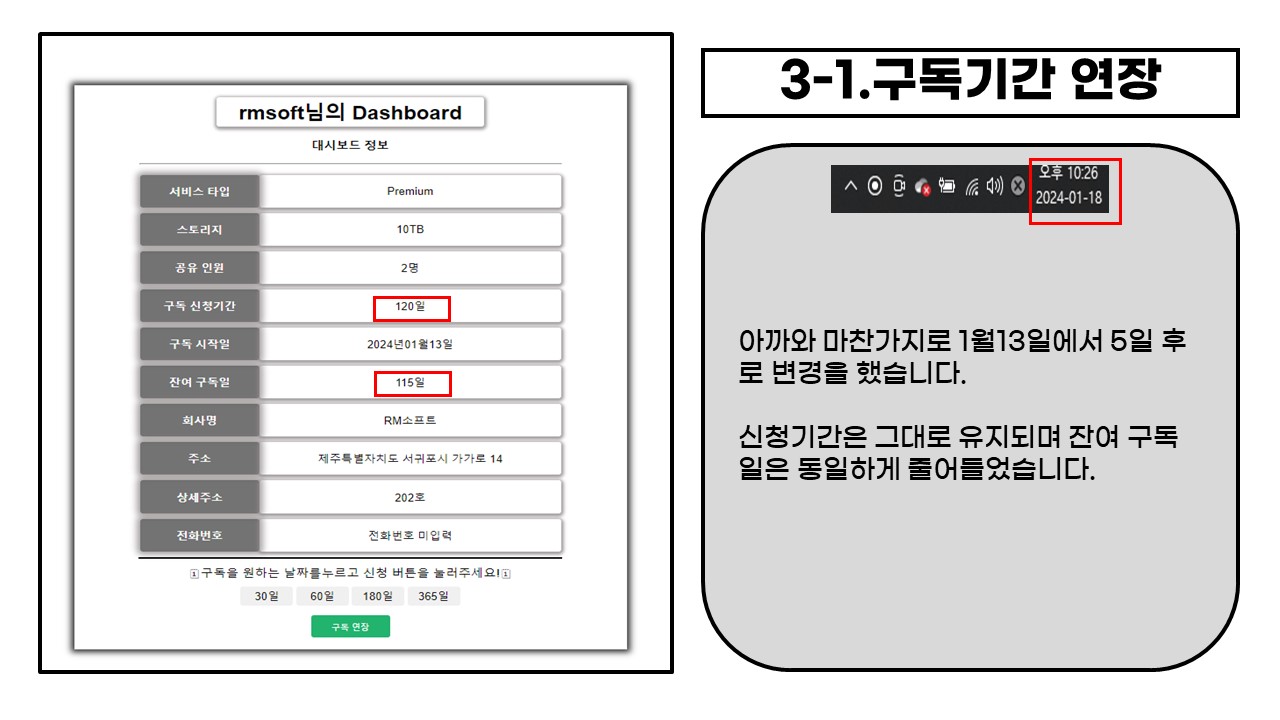 rmsoft님의 Dashboard
대시보드 정보
서비스 타입 Premium
스토리지 10TB
공유 인원 2명
구독 신청기간 120일
구독 시작일 2024년01월13일
잔여 구독일 115일
회사명 RM소프트
주소 제주특별자치도 서귀포시 가가로 14
상세주소 202호
전화번호 전화번호 미입력
1 구독을 원하는 날짜를누르고 신청 버튼을 눌러주세요! 1
30일 60일 180일 365일
구독 연장
3-1.구독기간 연장
오후 10:26
2024-01-18
아까와 마찬가지로 1월13일에서 5일 후
로 변경을 했습니다.
신청기간은 그대로 유지되며 잔여 구독
일은 동일하게 줄어들었습니다.